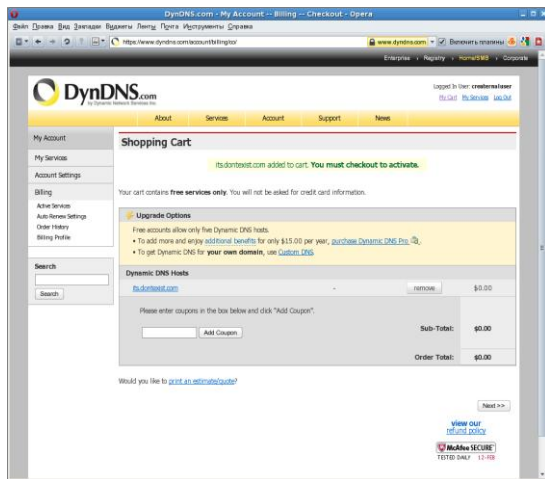 DynDNS.com - My Account -- Billing -- Checkout - Opera
Файл Правка Вид Закладки Виджеты Ленты Почта Инструменты Справка
https://www.dyndns.com/account/billing/co/
www.dyndns.com
Включить плагины
Enterprise Registry Home/SMB Corporate
DynDNS.com
by Dynamic Network Services Inc.
Logged In User:
My Cart My Services Log Out
About Services Account Support News
My Account
My Services
Account Settings
Billing
Active Services
Auto Renew Settings
Order History
Billing Profile
Search
Search
Shopping Cart
its.dontexist.com added to cart. You must checkout to activate.
Your cart contains free services only. You will not be asked for credit card information.
Upgrade Options
Free accounts allow only five Dynamic DNS hosts.
• To add more and enjoy additional benefits for only $15.00 per year, purchase Dynamic DNS Pro.
• To get Dynamic DNS for your own domain, use Custom DNS.
Dynamic DNS Hosts
its.dontexist.com - remove $0.00
Please enter coupons in the box below and click "Add Coupon".
Add Coupon
Sub-Total: $0.00
Order Total: $0.00
Would you like to print an estimate/quote?
Next >>
view our
refund policy
McAfee SECURE
TESTED DAILY 12-FEB